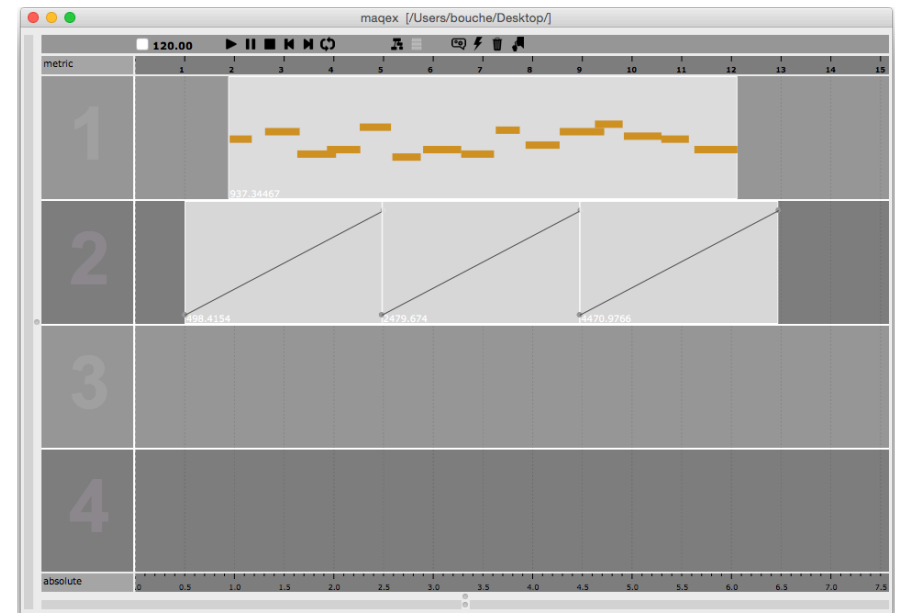 maqex [/Users/bouche/Desktop/]
120.00
metric 1 2 3 4 5 6 7 8 9 10 11 12 13 14 15
1
937.34467
2
498.4154 2479.674 4470.9766
3
4
absolute .0 0.5 1.0 1.5 2.0 2.5 3.0 3.5 4.0 4.5 5.0 5.5 6.0 6.5 7.0 7.5